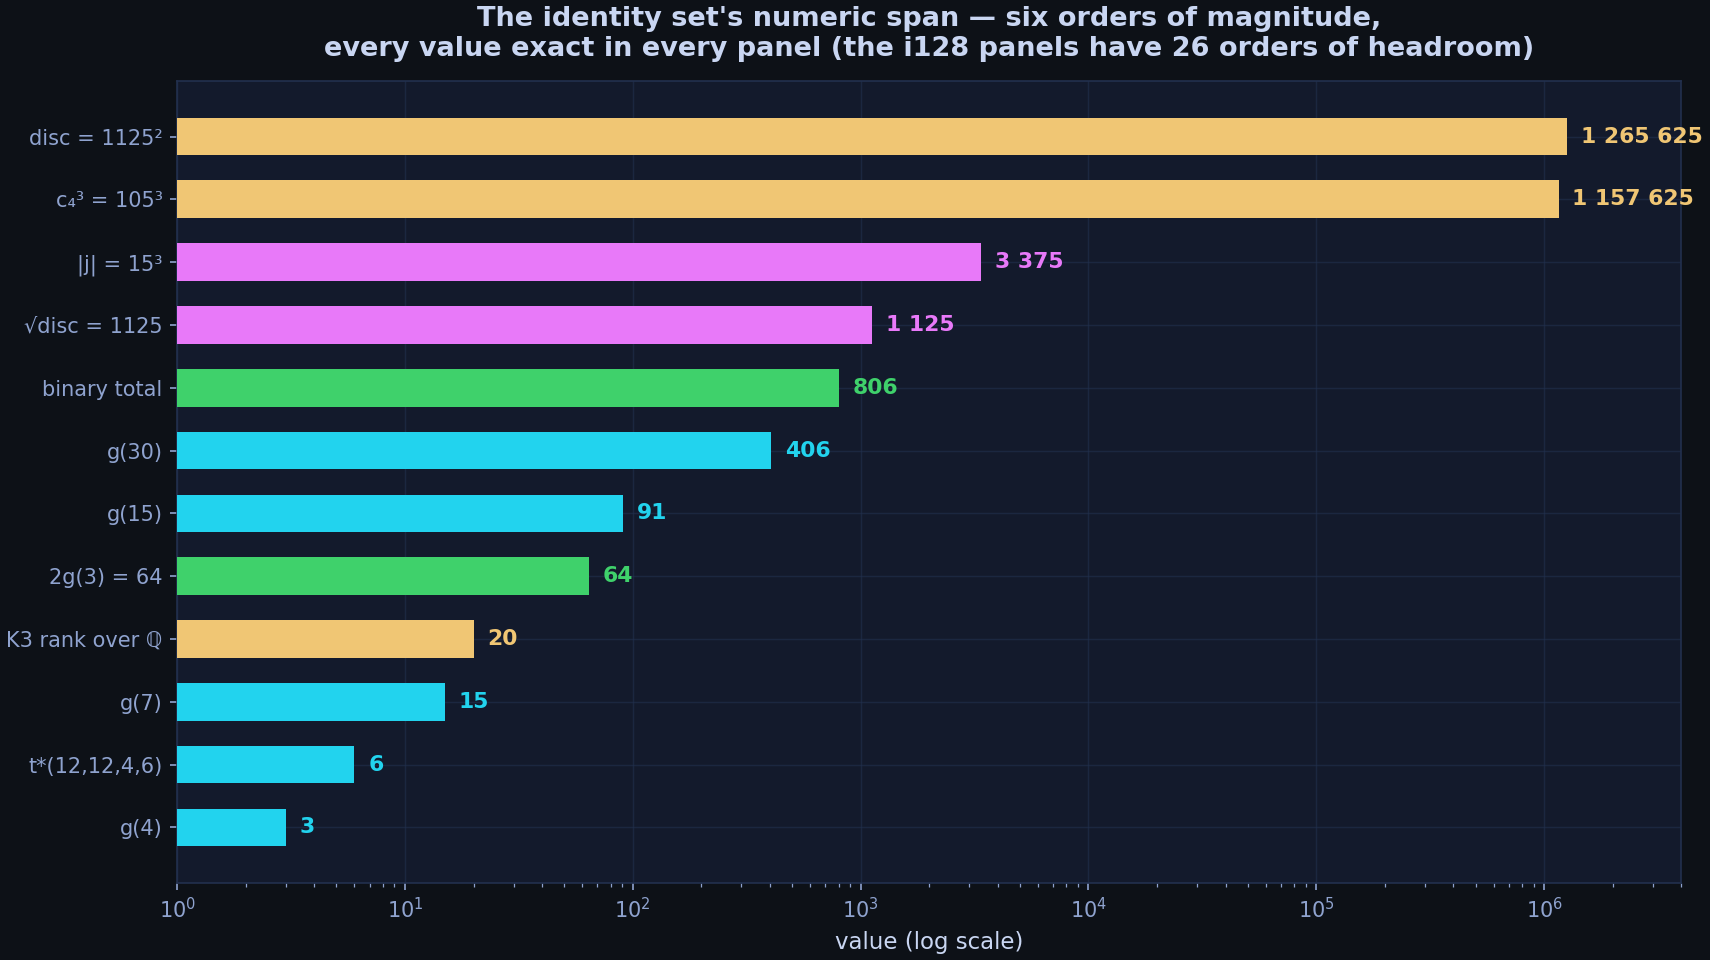 The identity set's numeric span — six orders of magnitude,
every value exact in every panel (the i128 panels have 26 orders of headroom)
disc = 1125² 1 265 625
c₄³ = 105³ 1 157 625
|j| = 15³ 3 375
√disc = 1125 1 125
binary total 806
g(30) 406
g(15) 91
2g(3) = 64 64
K3 rank over ℚ 20
g(7) 15
t*(12,12,4,6) 6
g(4) 3
10⁰ 10¹ 10² 10³ 10⁴ 10⁵ 10⁶
value (log scale)